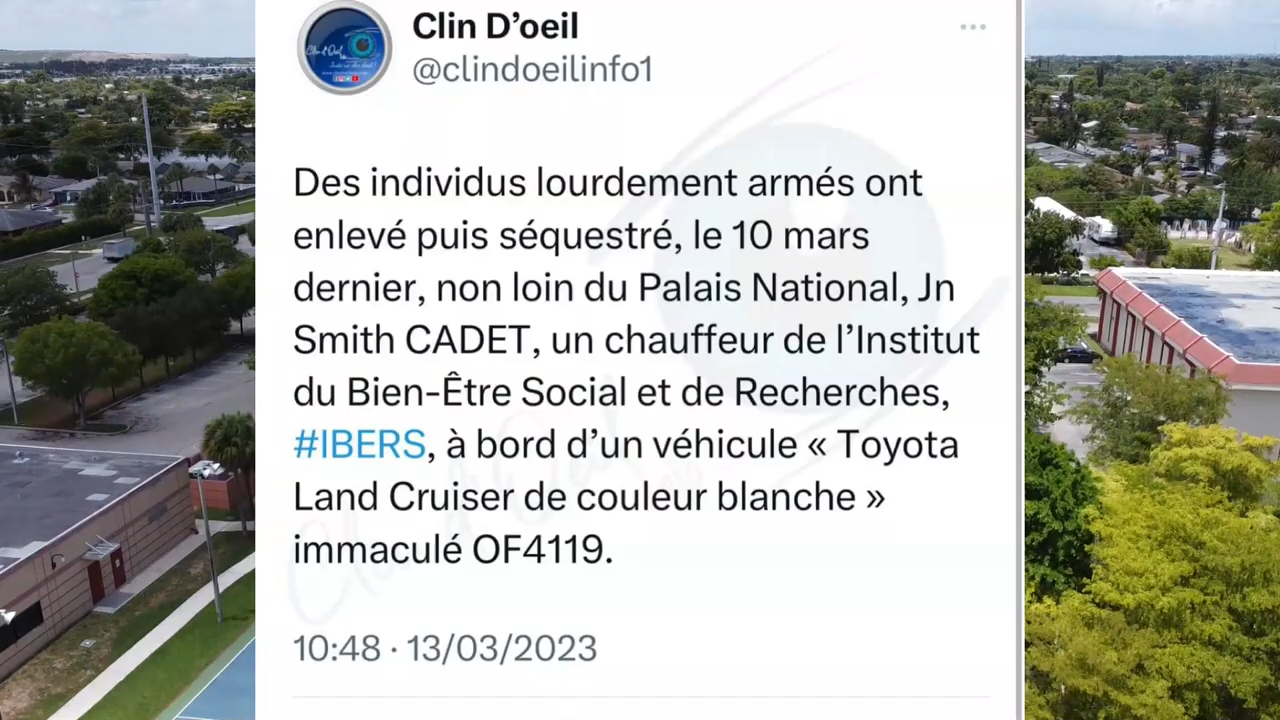 Clin D’oeil
@clindoeilinfo1
Des individus lourdement armés ont
enlevé puis séquestré, le 10 mars
dernier, non loin du Palais National, Jn
Smith CADET, un chauffeur de l’Institut
du Bien-Être Social et de Recherches,
#IBERS, à bord d’un véhicule « Toyota
Land Cruiser de couleur blanche »
immaculé OF4119.
10:48 · 13/03/2023